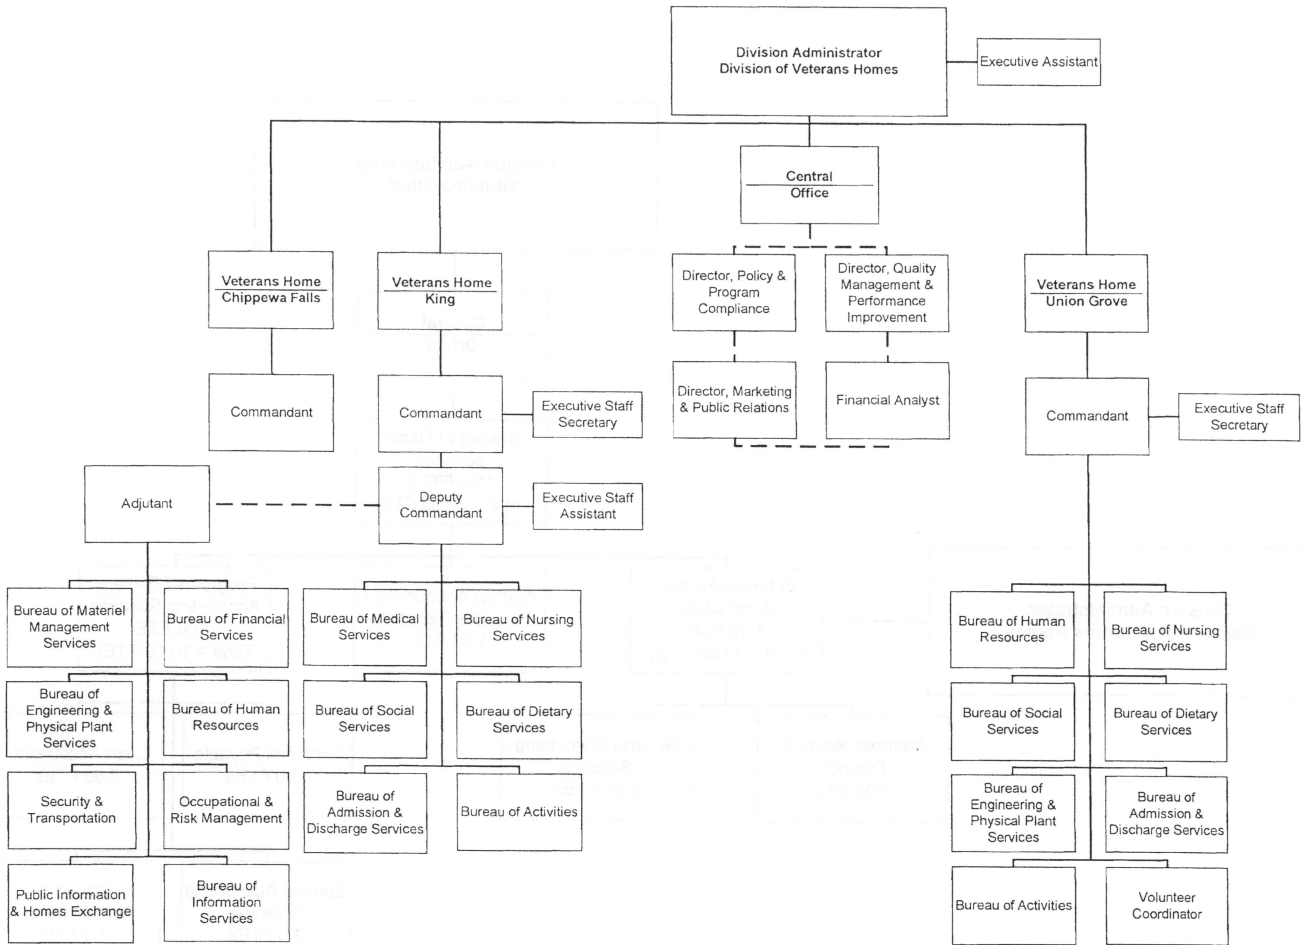 Division Administrator
Division of Veterans Homes
Executive Assistant
Central
Office
Veterans Home
Chippewa Falls
Veterans Home
King
Director, Policy &
Program
Compliance
Director, Quality
Management &
Performance
Improvement
Veterans Home
Union Grove
Commandant
Commandant
Executive Staff
Secretary
Director, Marketing
& Public Relations
Financial Analyst
Commandant
Executive Staff
Secretary
Adjutant
Deputy
Commandant
Executive Staff
Assistant
Bureau of Materiel
Management
Services
Bureau of Financial
Services
Bureau of Medical
Services
Bureau of Nursing
Services
Bureau of Human
Resources
Bureau of Nursing
Services
Bureau of
Engineering &
Physical Plant
Services
Bureau of Human
Resources
Bureau of Social
Services
Bureau of Dietary
Services
Bureau of Social
Services
Bureau of Dietary
Services
Security &
Transportation
Occupational &
Risk Management
Bureau of
Admission &
Discharge Services
Bureau of Activities
Bureau of
Engineering &
Physical Plant
Services
Bureau of
Admission &
Discharge Services
Public Information
& Homes Exchange
Bureau of
Information
Services
Bureau of Activities
Volunteer
Coordinator